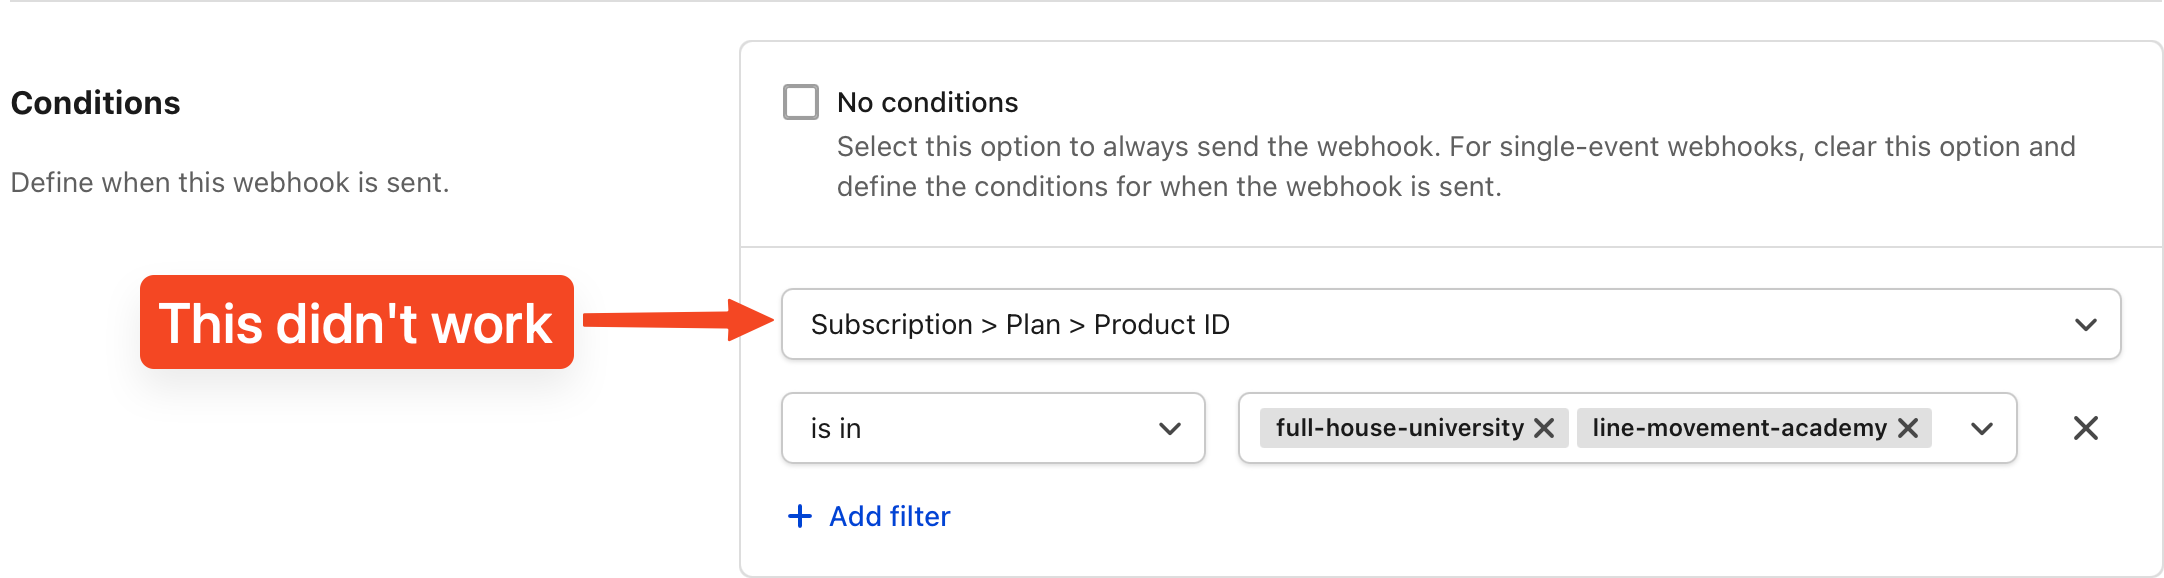 Conditions
Define when this webhook is sent.
No conditions
Select this option to always send the webhook. For single-event webhooks, clear this option and
define the conditions for when the webhook is sent.
This didn't work
Subscription > Plan > Product ID
is in
full-house-university
line-movement-academy
Add filter